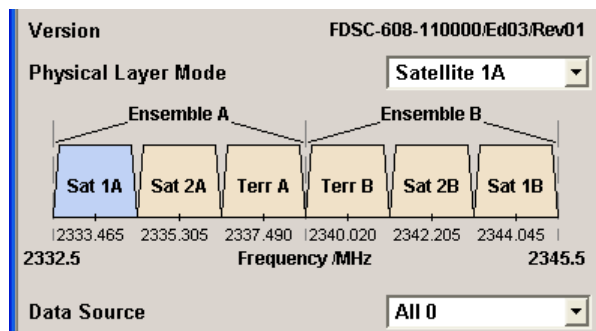 Version FDSC-608-110000/Ed03/Rev01
Physical Layer Mode Satellite 1A
Ensemble A Ensemble B
Sat 1A Sat 2A Terr A Terr B Sat 2B Sat 1B
2333.465 2335.305 2337.490 2340.020 2342.205 2344.045
2332.5 Frequency /MHz 2345.5
Data Source All 0